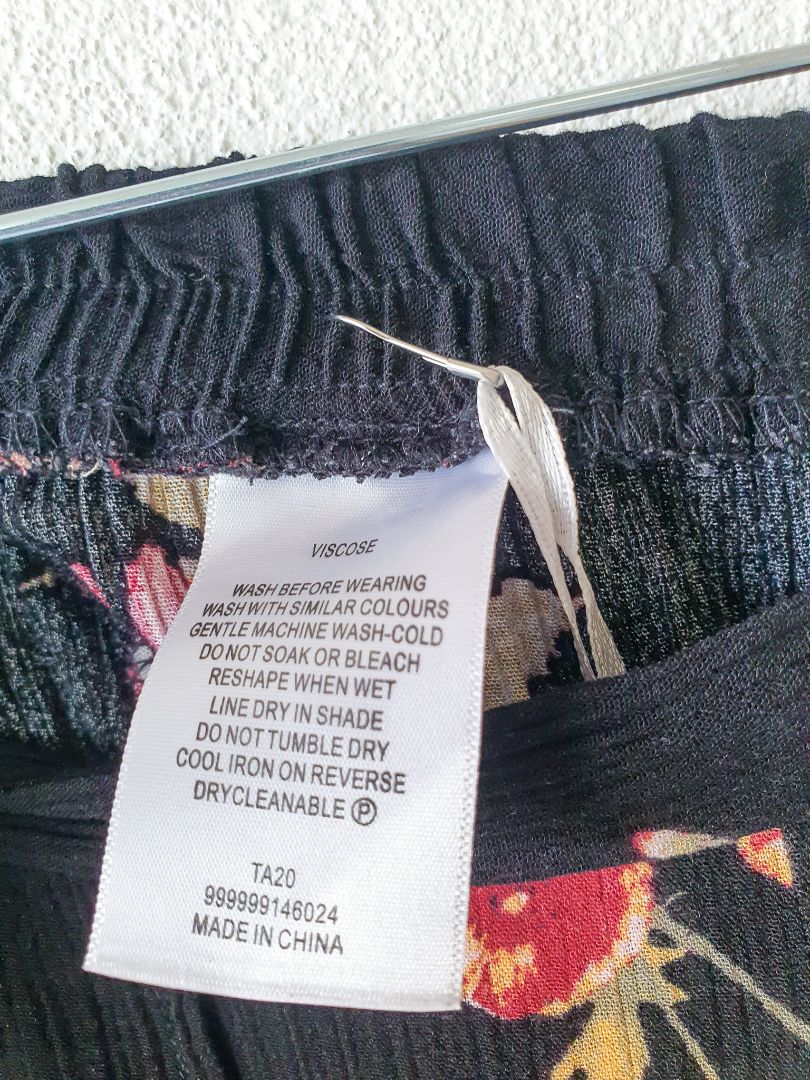 VISCOSE
WASH BEFORE WEARING
WASH WITH SIMILAR COLOURS
GENTLE MACHINE WASH-COLD
DO NOT SOAK OR BLEACH
RESHAPE WHEN WET
LINE DRY IN SHADE
DO NOT TUMBLE DRY
COOL IRON ON REVERSE
DRYCLEANABLE Ⓟ
TA20
999999146024
MADE IN CHINA